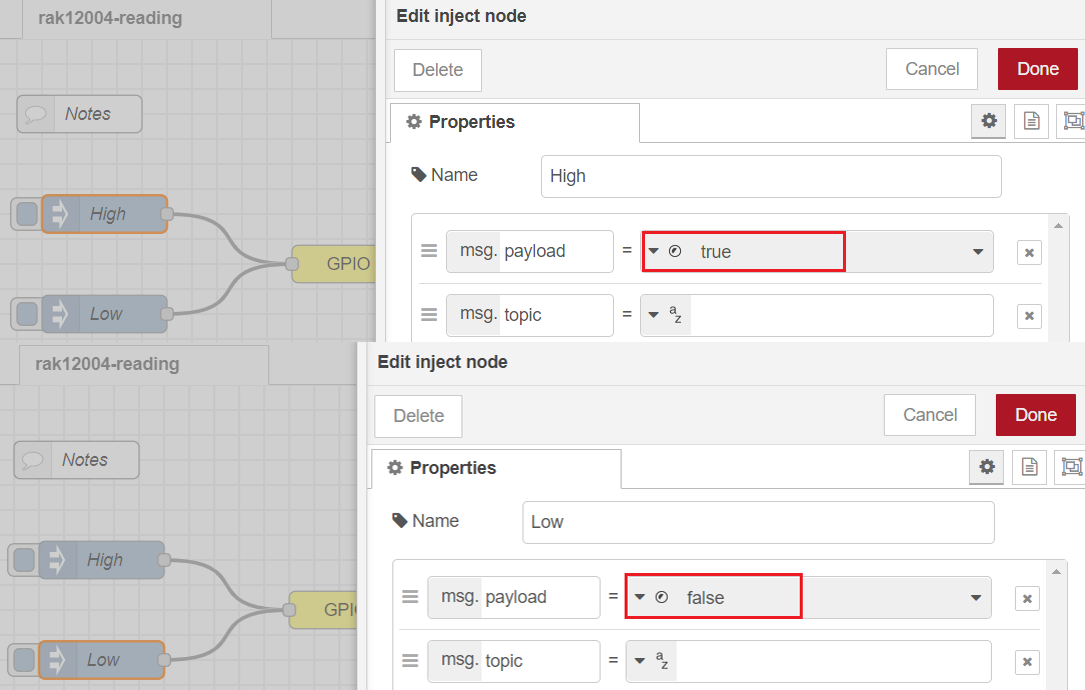 rak12004-reading
Edit inject node
Delete
Cancel
Done
Properties
Notes
Name
High
High
msg. payload = true
GPIO
Low
msg. topic = a z
rak12004-reading
Edit inject node
Delete
Cancel
Done
Notes
Properties
Name
Low
High
msg. payload = false
GPI
Low
msg. topic = a z